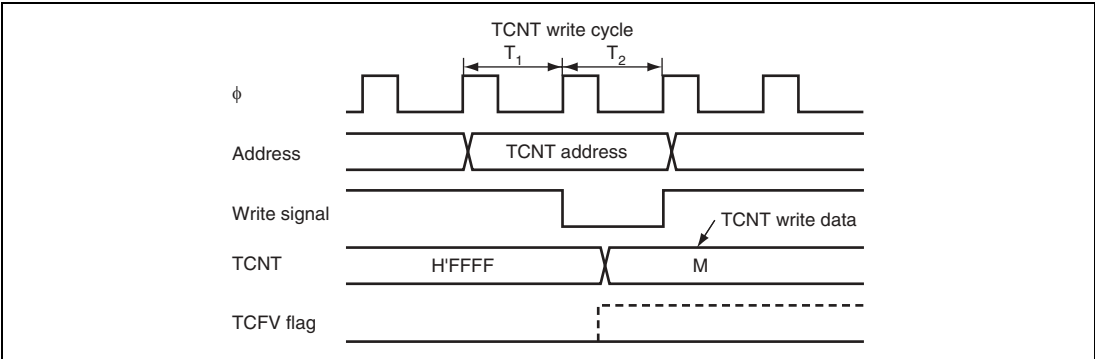 TCNT write cycle
T1 T2
ϕ
Address TCNT address
Write signal
TCNT write data
TCNT H'FFFF M
TCFV flag